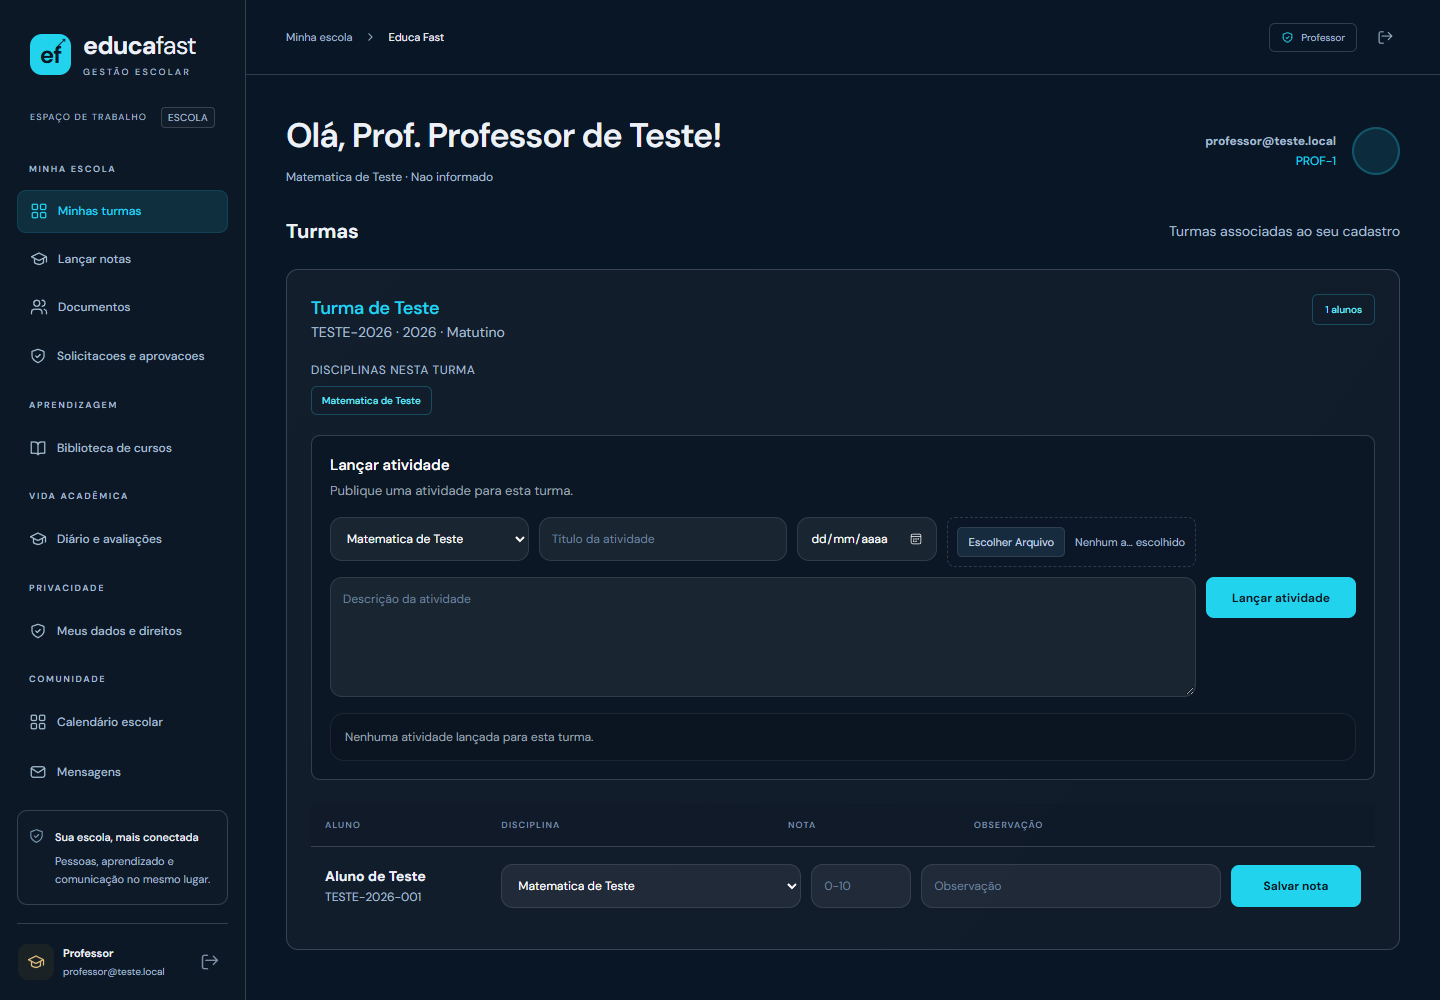 ef educafast
GESTÃO ESCOLAR
ESPAÇO DE TRABALHO ESCOLA
MINHA ESCOLA
Minhas turmas
Lançar notas
Documentos
Solicitacoes e aprovacoes
APRENDIZAGEM
Biblioteca de cursos
VIDA ACADÊMICA
Diário e avaliações
PRIVACIDADE
Meus dados e direitos
COMUNIDADE
Calendário escolar
Mensagens
Sua escola, mais conectada
Pessoas, aprendizado e
comunicação no mesmo lugar.
Professor
professor@teste.local
Minha escola > Educa Fast
Professor
Olá, Prof. Professor de Teste!
Matematica de Teste · Nao informado
professor@teste.local
PROF-1
Turmas
Turmas associadas ao seu cadastro
Turma de Teste
TESTE-2026 · 2026 · Matutino
1 alunos
DISCIPLINAS NESTA TURMA
Matematica de Teste
Lançar atividade
Publique uma atividade para esta turma.
Matematica de Teste
Título da atividade
dd/mm/aaaa
Escolher Arquivo Nenhum a... escolhido
Descrição da atividade
Lançar atividade
Nenhuma atividade lançada para esta turma.
ALUNO DISCIPLINA NOTA OBSERVAÇÃO
Aluno de Teste
TESTE-2026-001
Matematica de Teste
0-10
Observação
Salvar nota